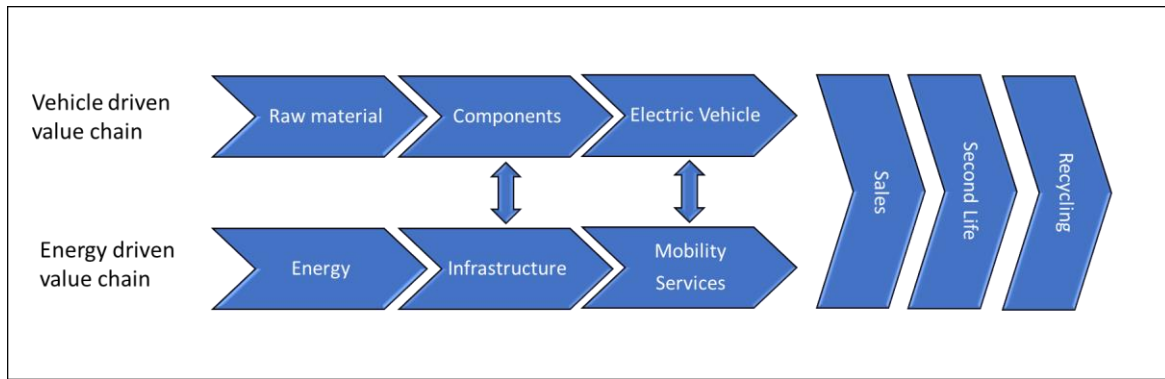 Vehicle driven
value chain
Raw material
Components
Electric Vehicle
Energy driven
value chain
Energy
Infrastructure
Mobility
Services
Sales
Second Life
Recycling